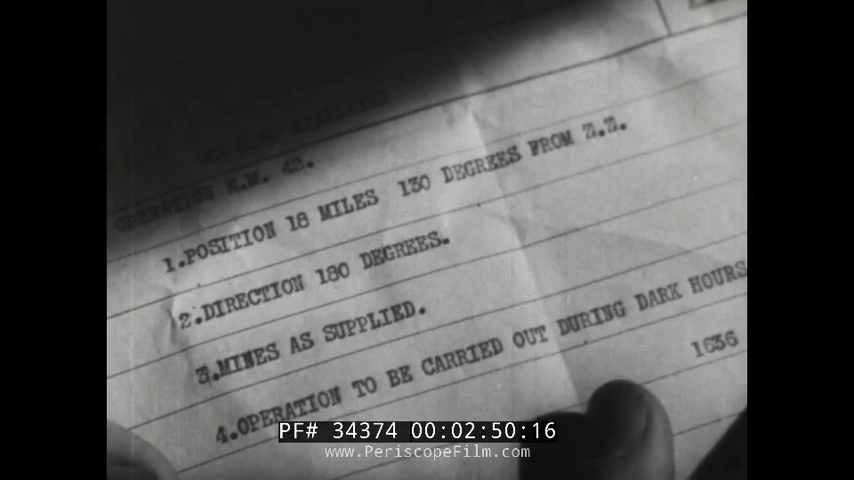 OPERATION N.M. 42.
1.POSITION 18 MILES 130 DEGREES FROM Z.Z.
2.DIRECTION 180 DEGREES.
3.MINES AS SUPPLIED.
4.OPERATION TO BE CARRIED OUT DURING DARK HOURS
1636
PF# 34374 00:02:50:16
www.PeriscopeFilm.com